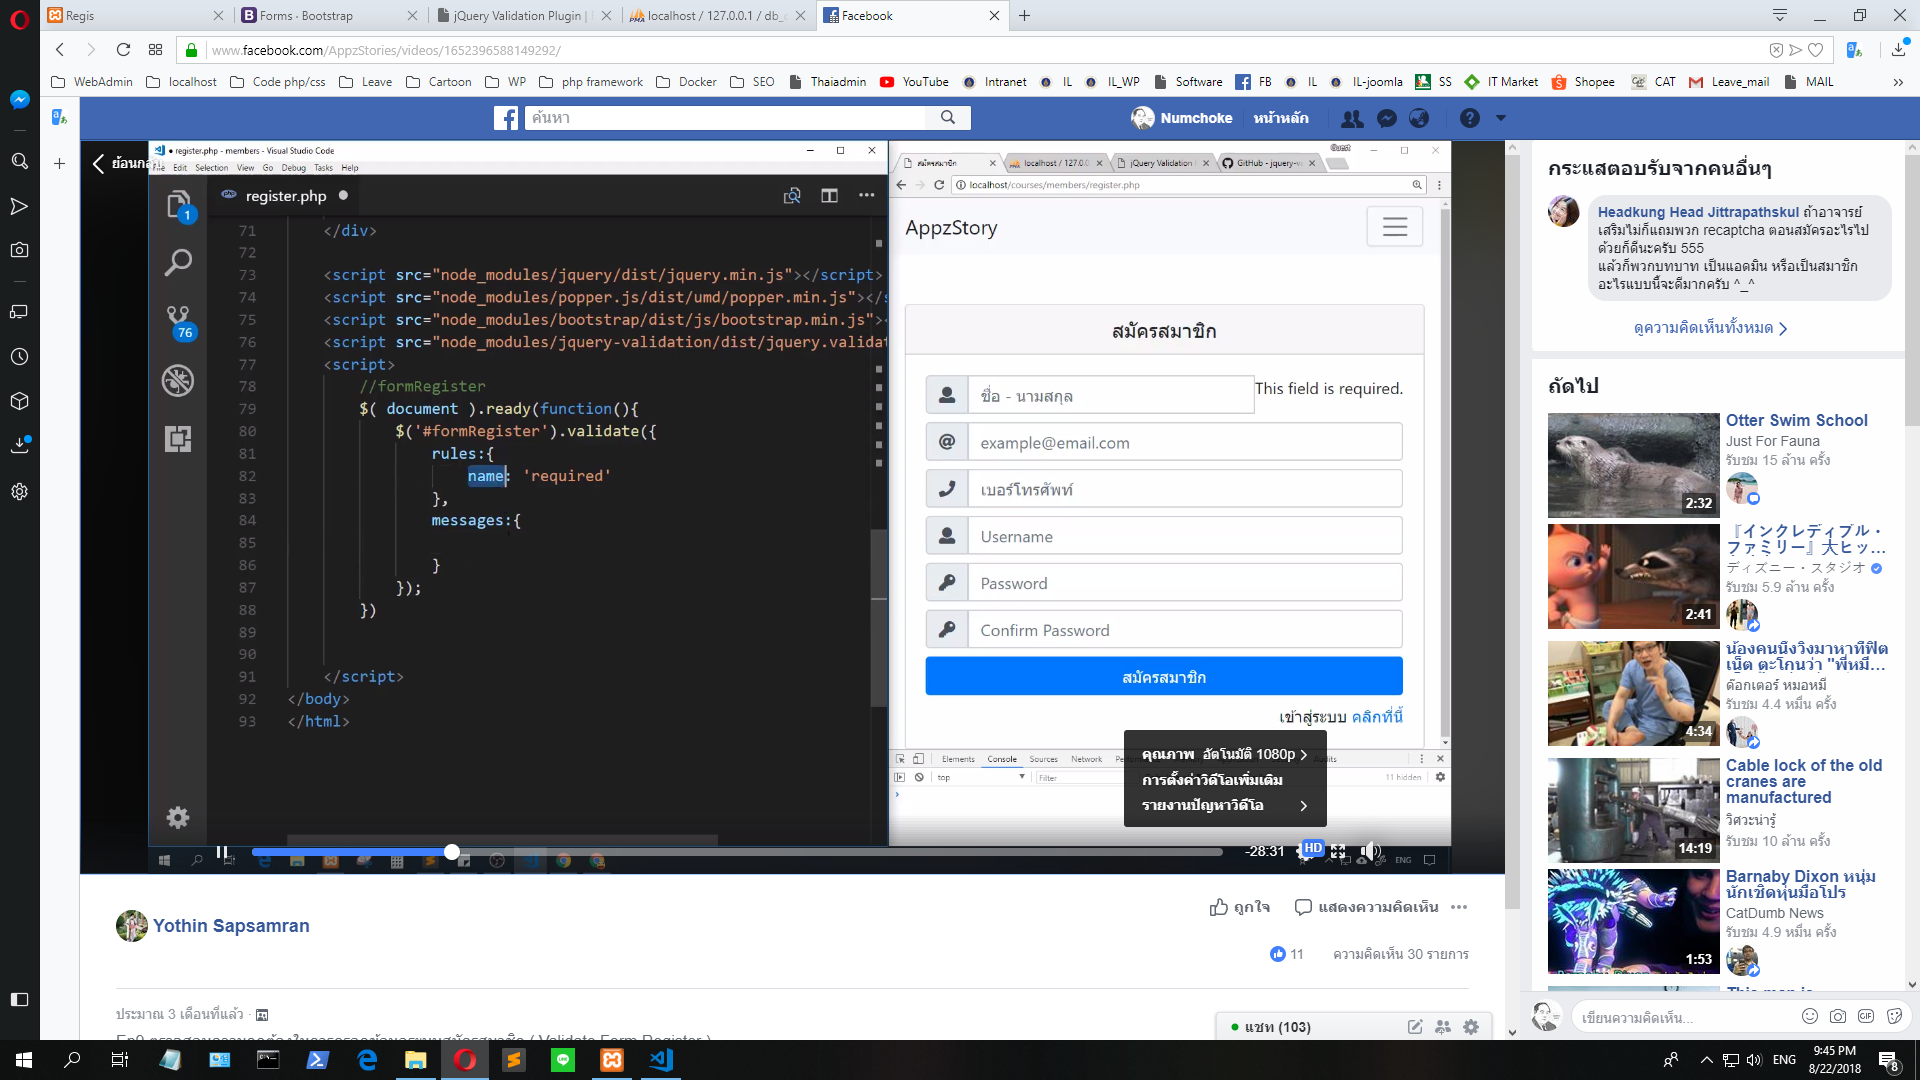 Regis
Forms · Bootstrap
jQuery Validation Plugin |
localhost / 127.0.0.1 / db_
Facebook
www.facebook.com/AppzStories/videos/1652396588149292/
WebAdmin
localhost
Code php/css
Leave
Cartoon
WP
php framework
Docker
SEO
Thaiadmin
YouTube
Intranet
IL
IL_WP
Software
FB
IL
IL-joomla
SS
IT Market
Shopee
CAT
Leave_mail
MAIL
ค้นหา
Numchoke
หน้าหลัก
register.php - members - Visual Studio Code
Edit Selection View Go Debug Tasks Help
register.php
1
76
71 </div>
72
73 <script src="node_modules/jquery/dist/jquery.min.js"></script>
74 <script src="node_modules/popper.js/dist/umd/popper.min.js"></s
75 <script src="node_modules/bootstrap/dist/js/bootstrap.min.js"><
76 <script src="node_modules/jquery-validation/dist/jquery.validat
77 <script>
78 //formRegister
79 $( document ).ready(function(){
80 $('#formRegister').validate({
81 rules:{
82 name: 'required'
83 },
84 messages:{
85
86 }
87 });
88 })
89
90
91 </script>
92 </body>
93 </html>
สมัครสมาชิก
localhost / 127.0.0
jQuery Validation
GitHub - jquery-v
Guest
localhost/courses/members/register.php
AppzStory
สมัครสมาชิก
ชื่อ - นามสกุล
This field is required.
example@email.com
เบอร์โทรศัพท์
Username
Password
Confirm Password
สมัครสมาชิก
เข้าสู่ระบบ คลิกที่นี้
Elements Console Sources Network
Audits
top
Filter
11 hidden
คุณภาพ อัตโนมัติ 1080p
การตั้งค่าวิดีโอเพิ่มเติม
รายงานปัญหาวิดีโอ
-28:31
HD
ENG
Yothin Sapsamran
ถูกใจ
แสดงความคิดเห็น
11
ความคิดเห็น 30 รายการ
ประมาณ 3 เดือนที่แล้ว ·
กระแสตอบรับจากคนอื่นๆ
Headkung Head Jittrapathskul ถ้าอาจารย์
เสริมไม่ก็แถมพวก recaptcha ตอนสมัครอะไรไป
ด้วยก็ดีนะครับ 555
แล้วก็พวกบทบาท เป็นแอดมิน หรือเป็นสมาชิก
อะไรแบบนี้จะดีมากครับ ^_^
ดูความคิดเห็นทั้งหมด
ถัดไป
Otter Swim School
Just For Fauna
รับชม 15 ล้าน ครั้ง
2:32
『インクレディブル・
ファミリー』大ヒッ...
ディズニー・スタジオ
รับชม 5.9 ล้าน ครั้ง
2:41
น้องคนนึงวิ่งมาหาที่ฟิต
เน็ต ตะโกนว่า "พี่หมี...
ด๊อกเตอร์ หมอหมี
รับชม 4.4 หมื่น ครั้ง
4:34
Cable lock of the old
cranes are
manufactured
วิศวะน่ารู้
รับชม 10 ล้าน ครั้ง
14:19
Barnaby Dixon หนุ่ม
นักเชิดหุ่นมือโปร
CatDumb News
รับชม 4.9 หมื่น ครั้ง
1:53
แชท (103)
เขียนความคิดเห็น...
GIF
ENG
9:45 PM
8/22/2018
8